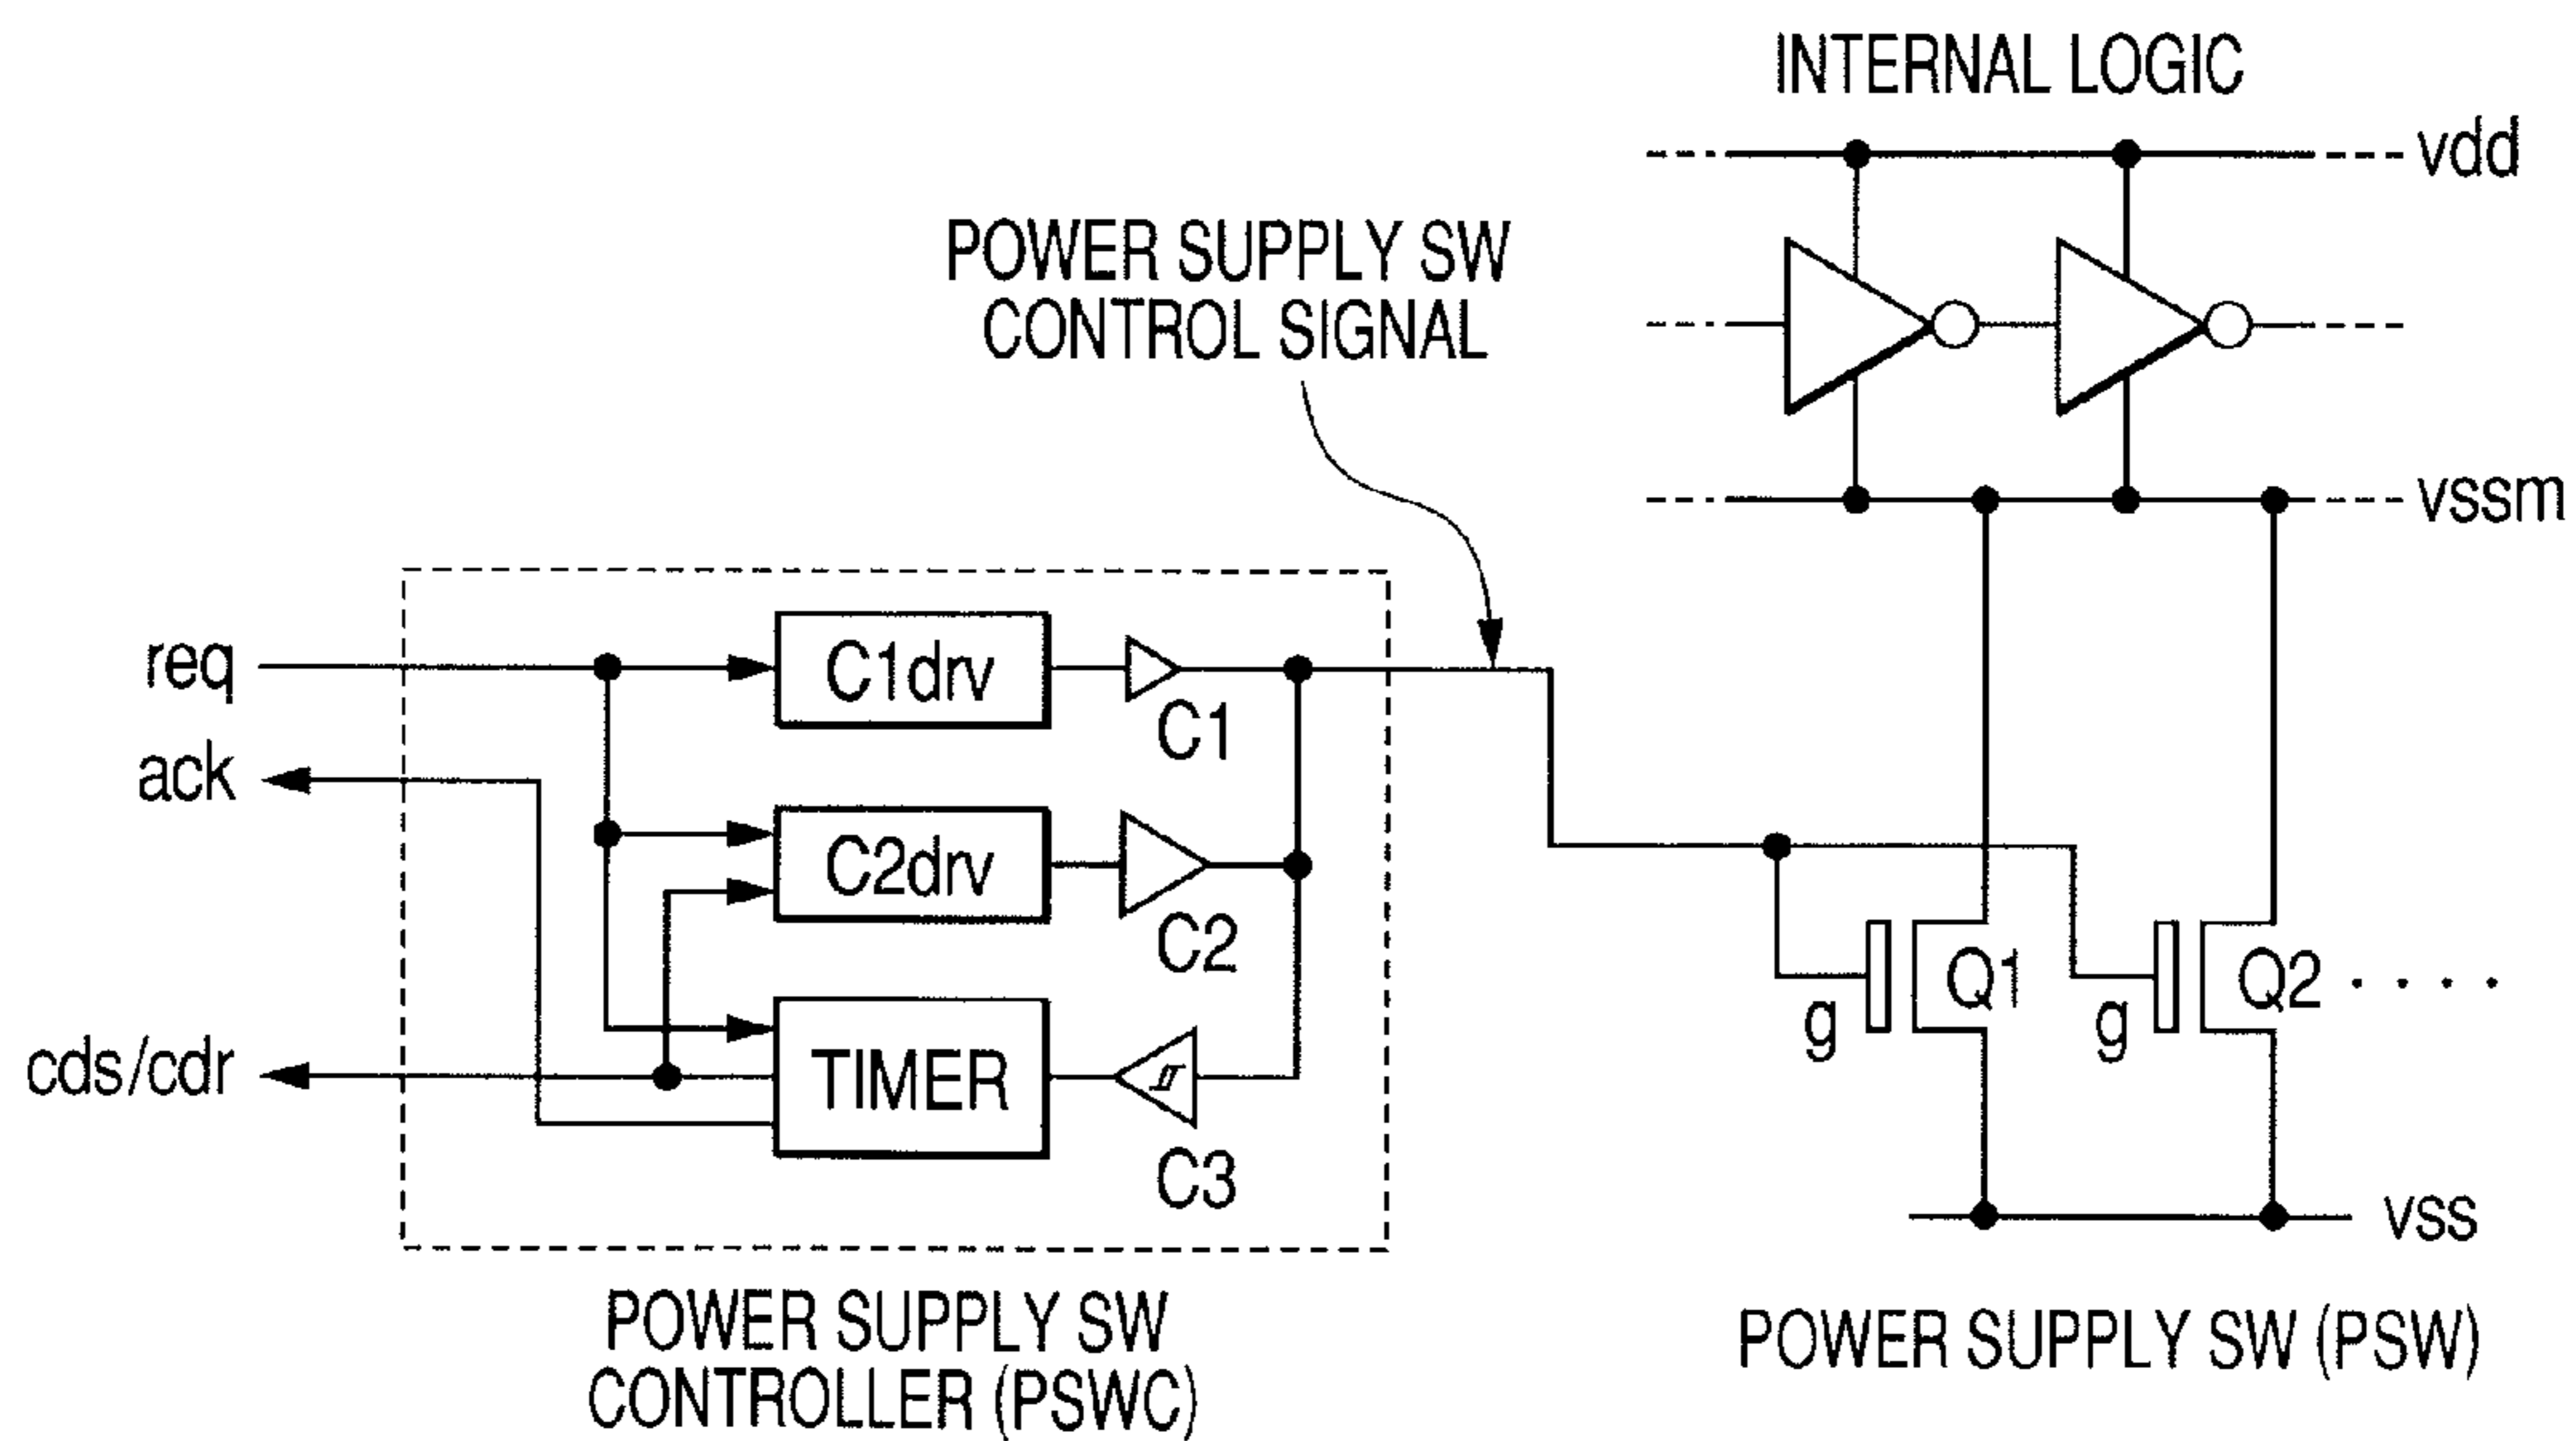 INTERNAL LOGIC
vdd
POWER SUPPLY SW
CONTROL SIGNAL
vssm
req
C1drv
C1
ack
C2drv
C2
Q1
Q2 · · · ·
g
g
cds/cdr
TIMER
C3
vss
POWER SUPPLY SW
CONTROLLER (PSWC)
POWER SUPPLY SW (PSW)